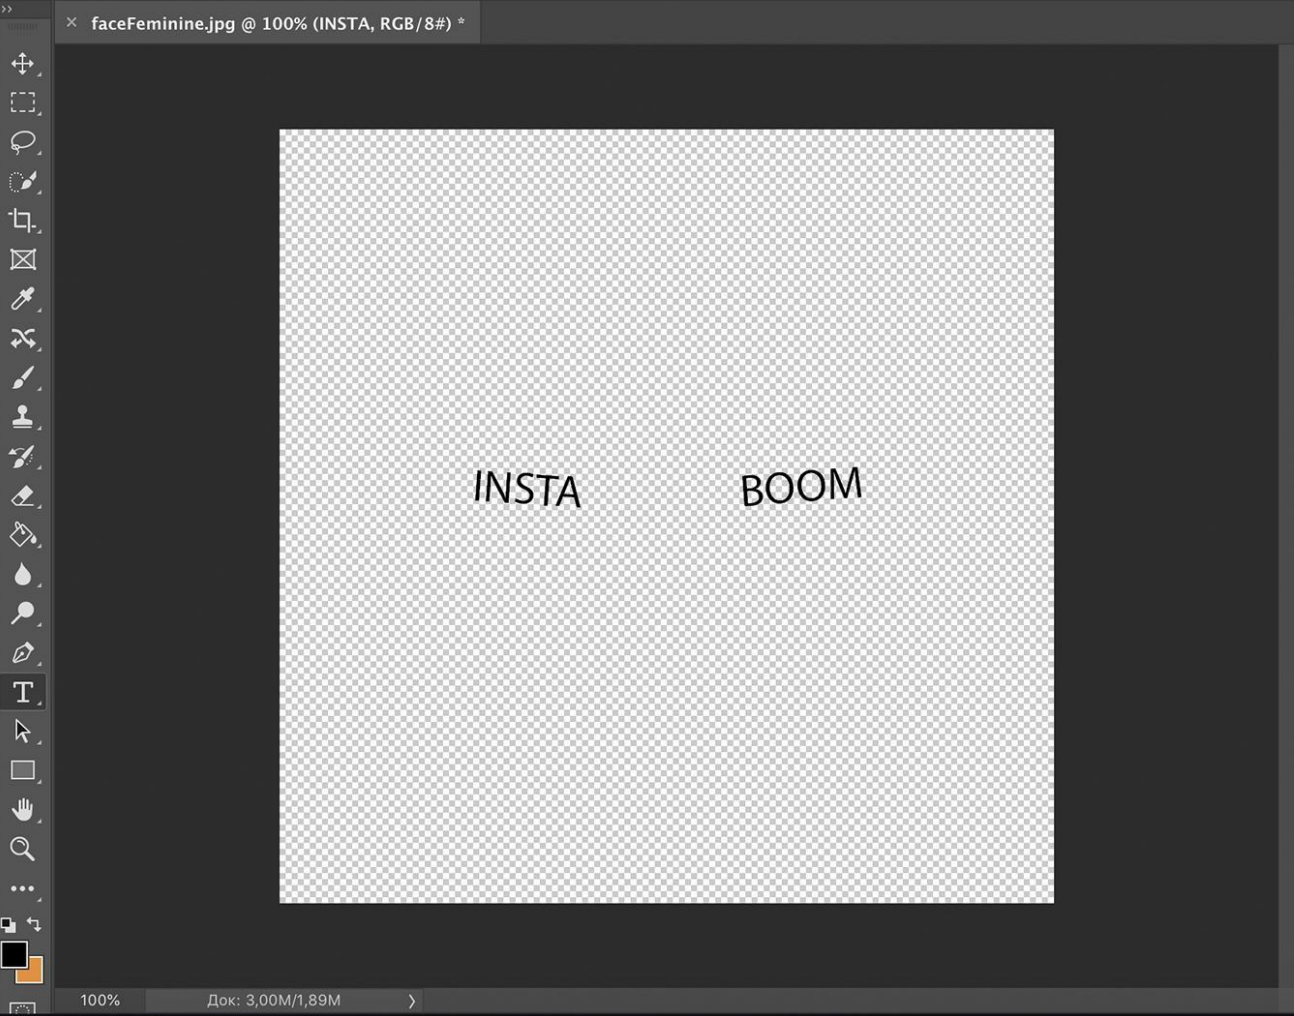 faceFeminine.jpg @ 100% (INSTA, RGB/8#) *
INSTA BOOM
100% Док: 3,00M/1,89M